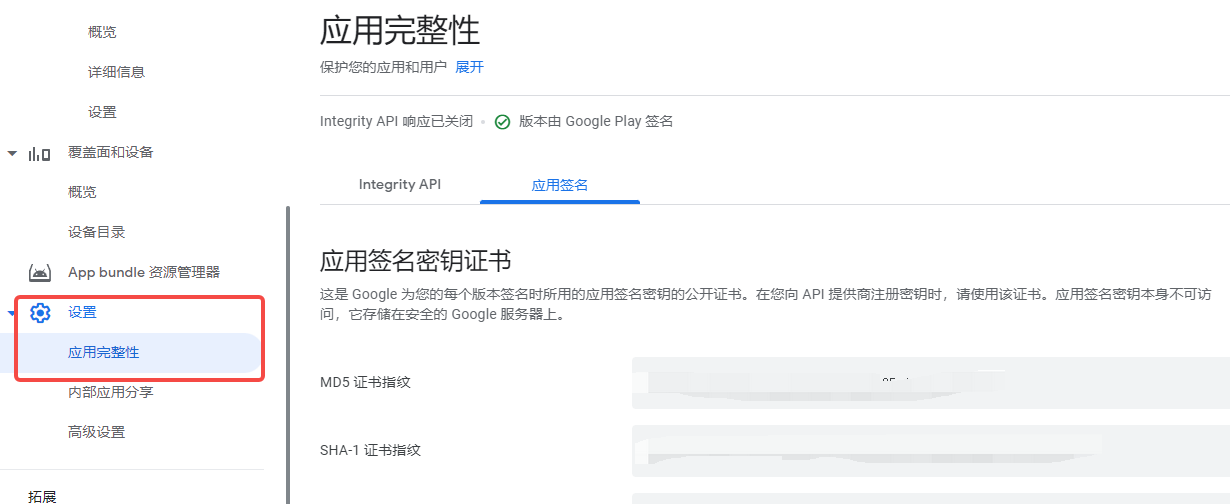 概览
详细信息
设置
覆盖面和设备
概览
设备目录
App bundle 资源管理器
设置
应用完整性
内部应用分享
高级设置
拓展
应用完整性
保护您的应用和用户 展开
Integrity API 响应已关闭 • 版本由 Google Play 签名
Integrity API 应用签名
应用签名密钥证书
这是 Google 为您的每个版本签名时所用的应用签名密钥的公开证书。在您向 API 提供商注册密钥时，请使用该证书。应用签名密钥本身不可访
问，它存储在安全的 Google 服务器上。
MD5 证书指纹
SHA-1 证书指纹